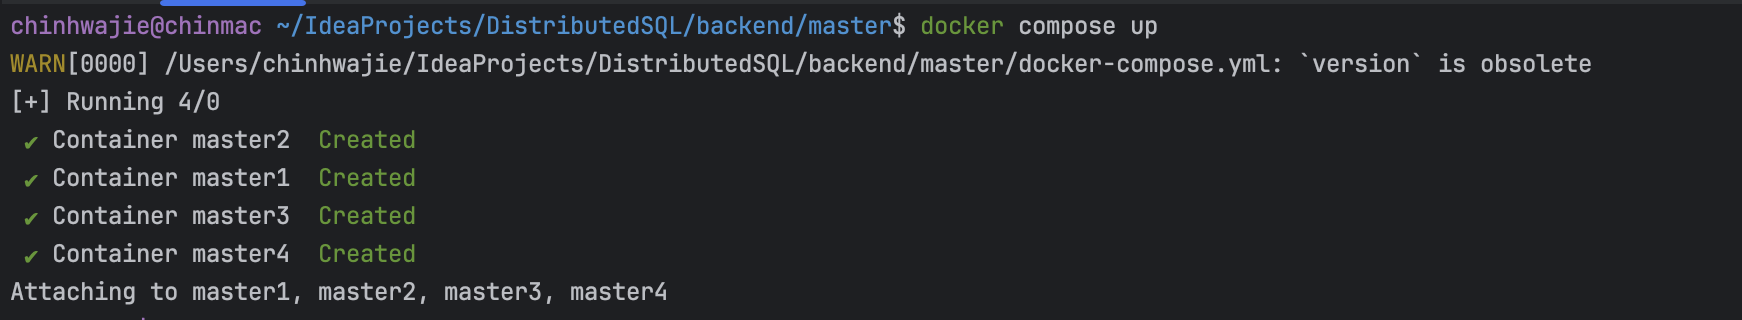 chinhwajie@chinmac ~/IdeaProjects/DistributedSQL/backend/master$ docker compose up
WARN[0000] /Users/chinhwajie/IdeaProjects/DistributedSQL/backend/master/docker-compose.yml: `version` is obsolete
[+] Running 4/0
✔ Container master2  Created
✔ Container master1  Created
✔ Container master3  Created
✔ Container master4  Created
Attaching to master1, master2, master3, master4